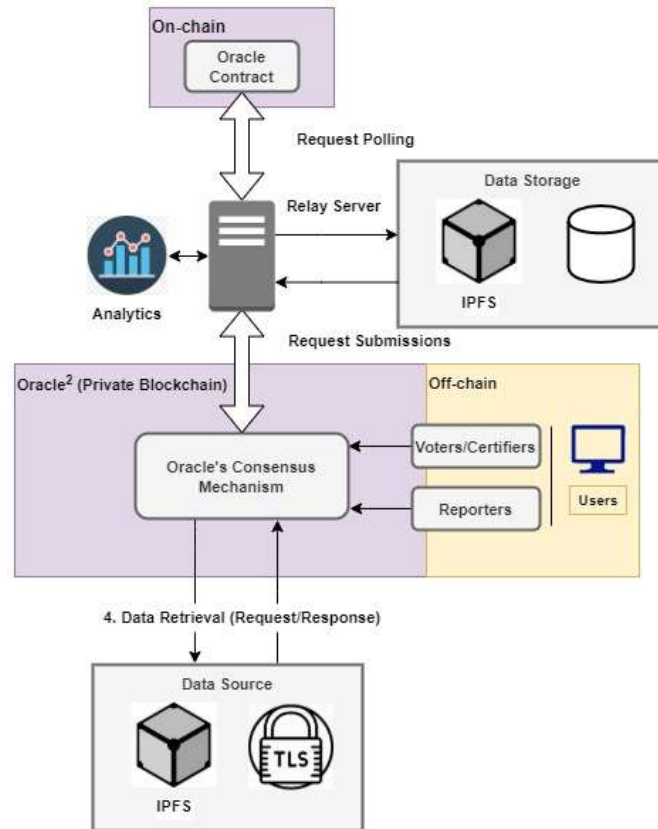 On-chain
Oracle
Contract
Request Polling
Relay Server
Data Storage
IPFS
Analytics
Request Submissions
Oracle² (Private Blockchain)
Off-chain
Oracle's Consensus
Mechanism
Voters/Certifiers
Reporters
Users
4. Data Retrieval (Request/Response)
Data Source
IPFS
TLS